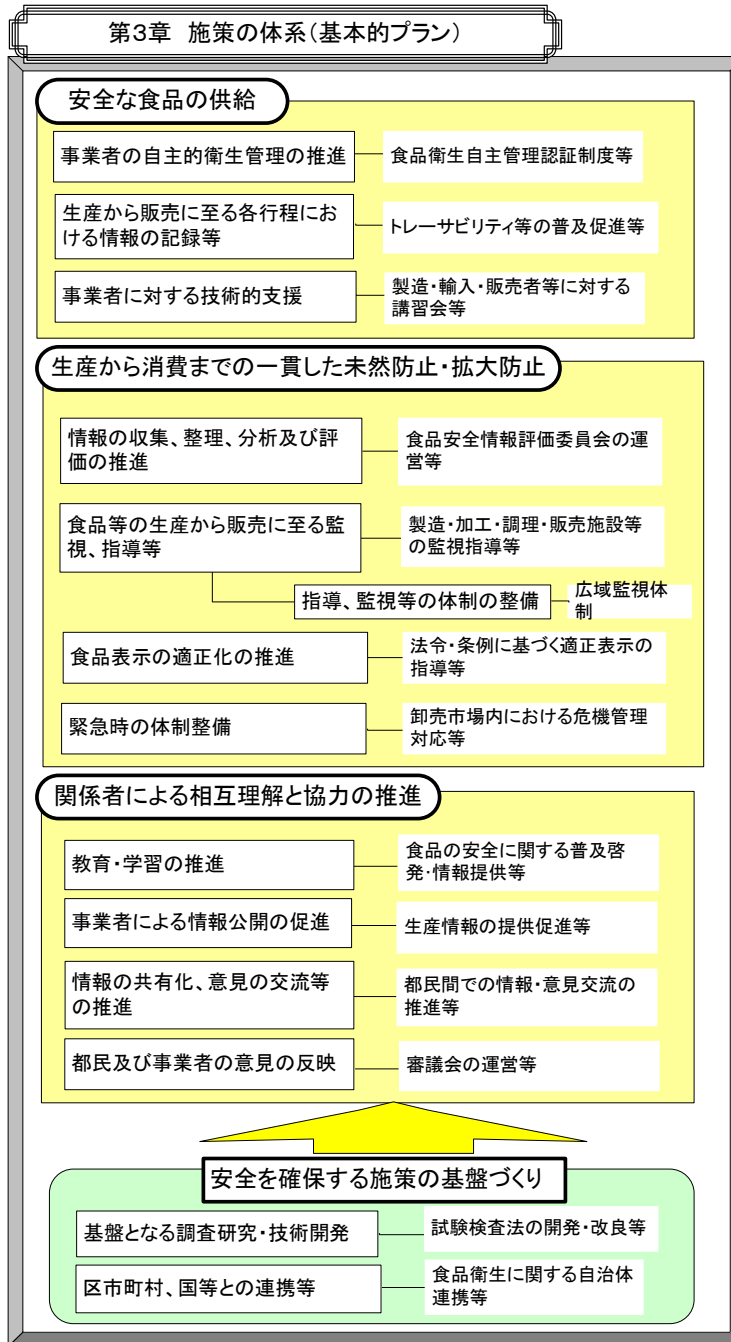 第3章 施策の体系(基本的プラン)
安全な食品の供給
事業者の自主的衛生管理の推進
食品衛生自主管理認証制度等
生産から販売に至る各行程にお
ける情報の記録等
トレーサビリティ等の普及促進等
事業者に対する技術的支援
製造・輸入・販売者等に対する
講習会等
生産から消費までの一貫した未然防止・拡大防止
情報の収集、整理、分析及び評
価の推進
食品安全情報評価委員会の運
営等
食品等の生産から販売に至る監
視、指導等
製造・加工・調理・販売施設等
の監視指導等
指導、監視等の体制の整備
広域監視体
制
食品表示の適正化の推進
法令・条例に基づく適正表示の
指導等
緊急時の体制整備
卸売市場内における危機管理
対応等
関係者による相互理解と協力の推進
教育・学習の推進
食品の安全に関する普及啓
発・情報提供等
事業者による情報公開の促進
生産情報の提供促進等
情報の共有化、意見の交流等
の推進
都民間での情報・意見交流の
推進等
都民及び事業者の意見の反映
審議会の運営等
安全を確保する施策の基盤づくり
基盤となる調査研究・技術開発
試験検査法の開発・改良等
区市町村、国等との連携等
食品衛生に関する自治体
連携等